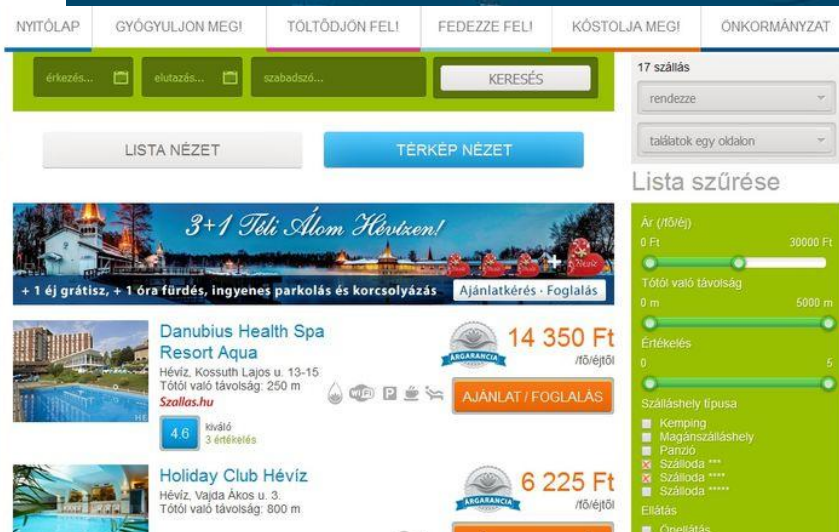 NYITÓLAP GYÓGYULJON MEG! TÖLTŐDJÖN FEL! FEDEZZE FEL! KÓSTOLJA MEG! ÖNKORMÁNYZAT
érkezés... elutazás... szabadszó... KERESÉS
LISTA NÉZET TÉRKÉP NÉZET
3+1 Téli Álom Hévízen!
+ 1 éj grátisz, + 1 óra fürdés, ingyenes parkolás és korcsolyázás Ajánlatkérés - Foglalás
Danubius Health Spa
Resort Aqua
Hévíz, Kossuth Lajos u. 13-15
Tótól való távolság: 250 m
Szallas.hu
4.6 kiváló
3 értékelés
WiFi P
ÁRGARANCIA
14 350 Ft
/fő/éjtől
AJÁNLAT / FOGLALÁS
Holiday Club Hévíz
Hévíz, Vajda Ákos u. 3.
Tótól való távolság: 800 m
ÁRGARANCIA
6 225 Ft
/fő/éjtől
17 szállás
rendezze
találatok egy oldalon
Lista szűrése
Ár (/fő/éj)
0 Ft 30000 Ft
Tótól való távolság
0 m 5000 m
Értékelés
0 5
Szálláshely típusa
Kemping
Magánszálláshely
Panzió
Szálloda ***
Szálloda ****
Szálloda *****
Ellátás
Önellátás